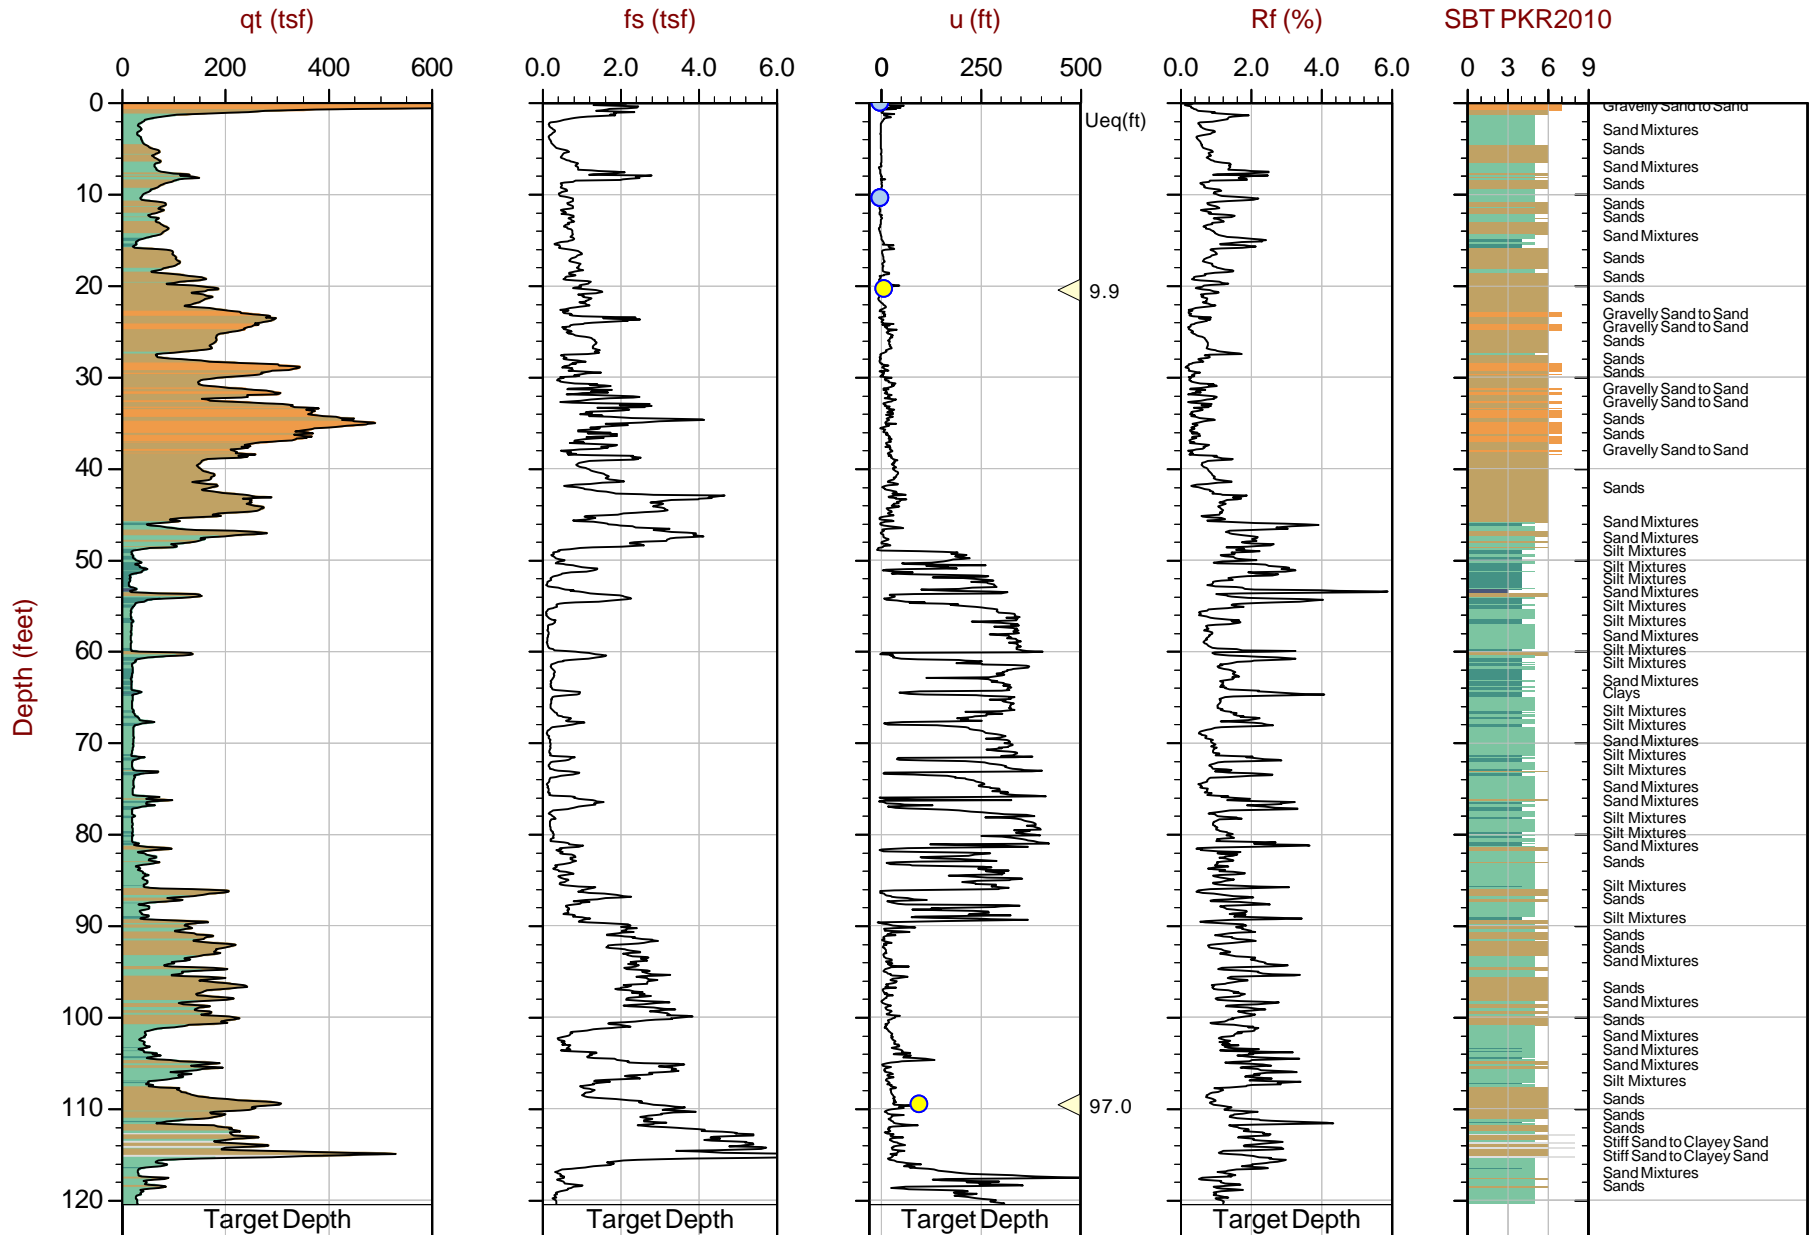 qt (tsf)
fs (tsf)
u (ft)
Rf (%)
SBT PKR2010
0 200 400 600
0.0 2.0 4.0 6.0
0 250 500
0.0 2.0 4.0 6.0
0 3 6 9
Depth (feet)
0
10
20
30
40
50
60
70
80
90
100
110
120
Ueq(ft)
9.9
97.0
Gravelly Sand to Sand
Sand Mixtures
Sands
Sand Mixtures
Sands
Sands
Sands
Sand Mixtures
Sands
Sands
Sands
Gravelly Sand to Sand
Gravelly Sand to Sand
Sands
Sands
Sands
Gravelly Sand to Sand
Gravelly Sand to Sand
Sands
Sands
Gravelly Sand to Sand
Sands
Sand Mixtures
Sand Mixtures
Silt Mixtures
Silt Mixtures
Silt Mixtures
Sand Mixtures
Silt Mixtures
Silt Mixtures
Sand Mixtures
Silt Mixtures
Silt Mixtures
Sand Mixtures
Clays
Silt Mixtures
Silt Mixtures
Sand Mixtures
Silt Mixtures
Silt Mixtures
Sand Mixtures
Sand Mixtures
Silt Mixtures
Silt Mixtures
Sand Mixtures
Sands
Silt Mixtures
Sands
Silt Mixtures
Sands
Sands
Sand Mixtures
Sands
Sand Mixtures
Sands
Sand Mixtures
Sand Mixtures
Sand Mixtures
Silt Mixtures
Sands
Sands
Sands
Stiff Sand to Clayey Sand
Stiff Sand to Clayey Sand
Sand Mixtures
Sands
Target Depth
Target Depth
Target Depth
Target Depth